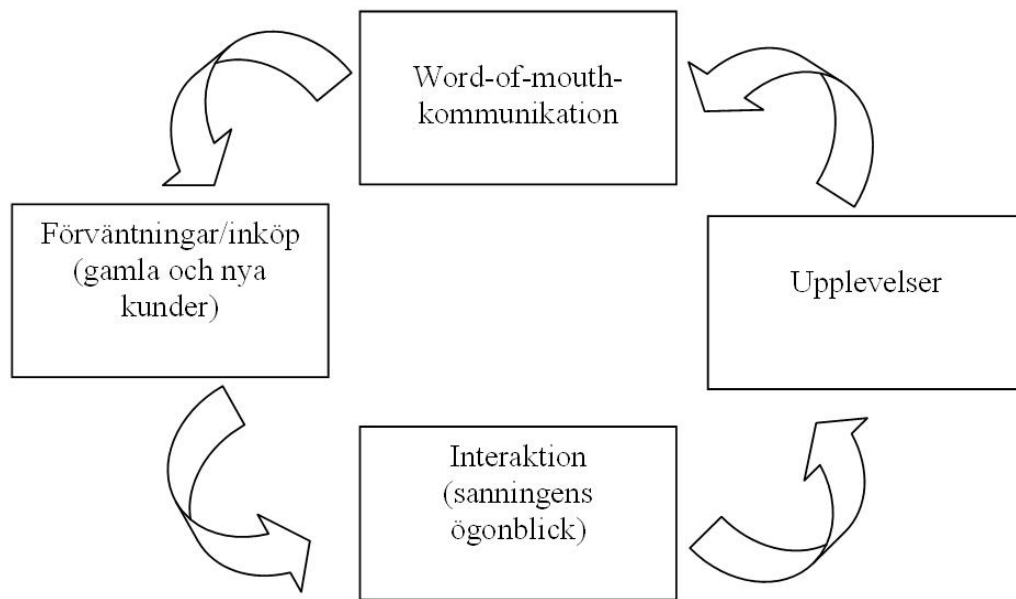 Word-of-mouth-
kommunikation
Förväntningar/inköp
(gamla och nya
kunder)
Upplevelser
Interaktion
(sanningens
ögonblick)